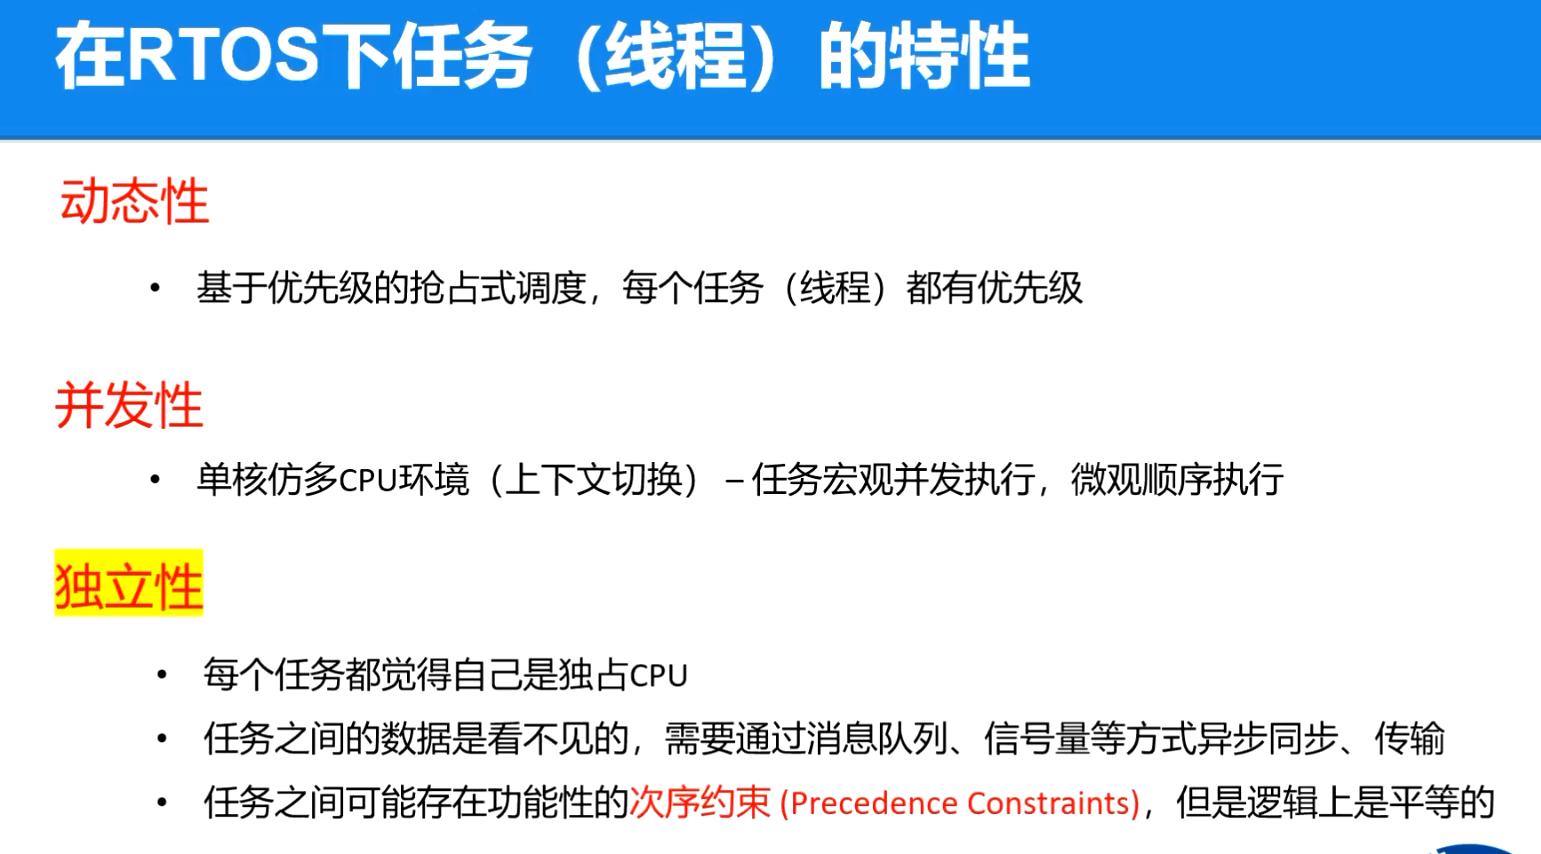 在RTOS下任务（线程）的特性
动态性
• 基于优先级的抢占式调度，每个任务（线程）都有优先级
并发性
• 单核仿多CPU环境（上下文切换）– 任务宏观并发执行，微观顺序执行
独立性
• 每个任务都觉得自己是独占CPU
• 任务之间的数据是看不见的，需要通过消息队列、信号量等方式异步同步、传输
• 任务之间可能存在功能性的次序约束 (Precedence Constraints)，但是逻辑上是平等的